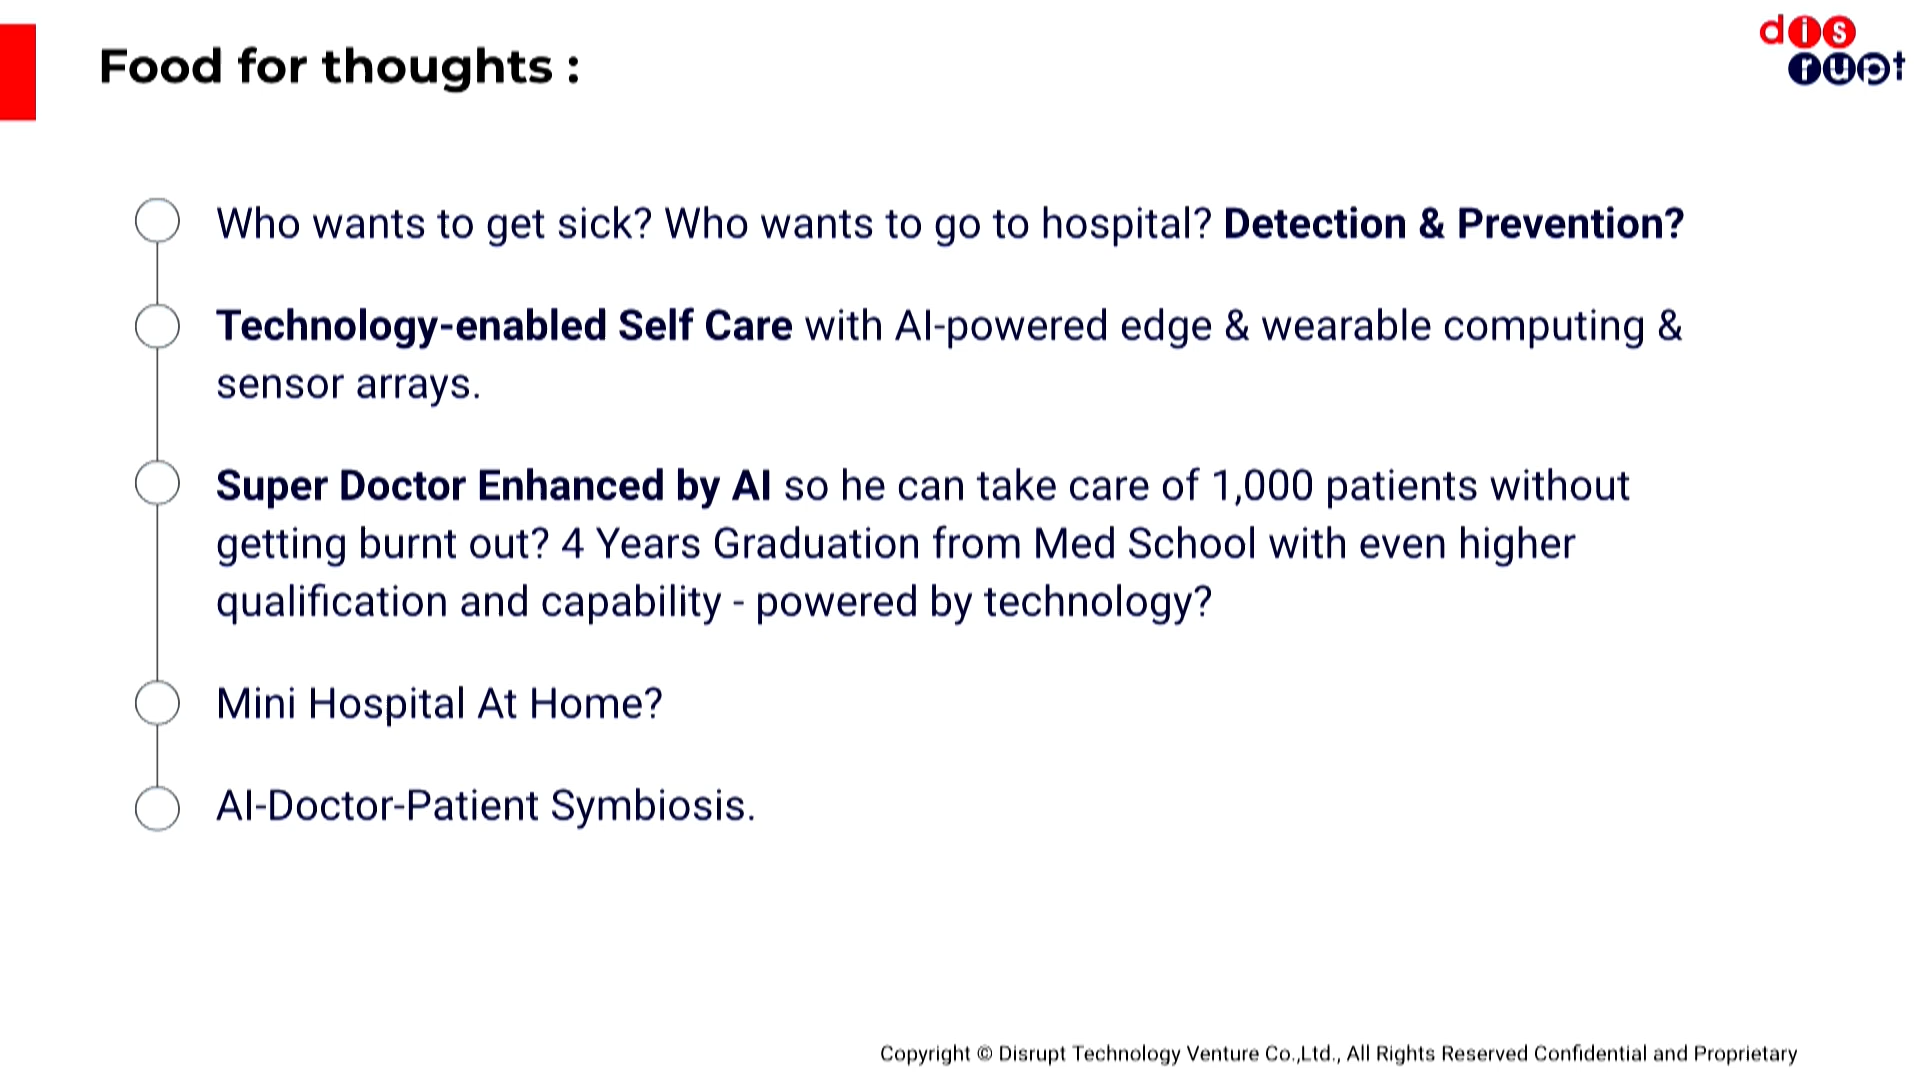 Food for thoughts :
dis
rupt
Who wants to get sick? Who wants to go to hospital? Detection & Prevention?
Technology-enabled Self Care with AI-powered edge & wearable computing &
sensor arrays.
Super Doctor Enhanced by AI so he can take care of 1,000 patients without
getting burnt out? 4 Years Graduation from Med School with even higher
qualification and capability - powered by technology?
Mini Hospital At Home?
AI-Doctor-Patient Symbiosis.
Copyright © Disrupt Technology Venture Co.,Ltd., All Rights Reserved Confidential and Proprietary